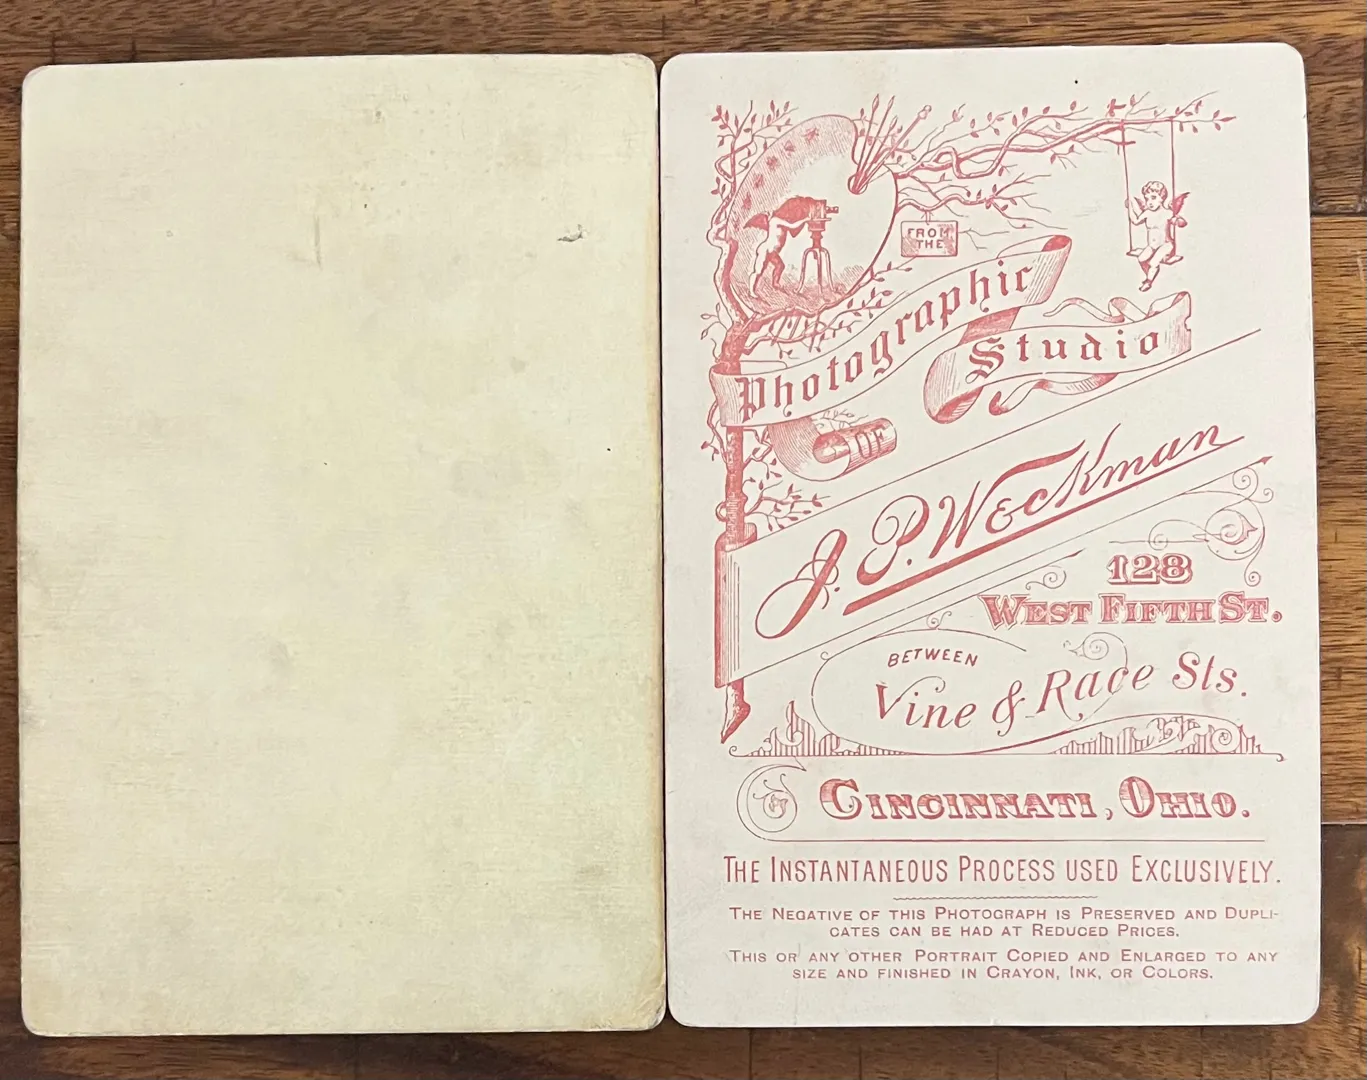 FROM
THE
Photographic
Studio
OF
J. P. Weckman
128
WEST FIFTH ST.
BETWEEN
Vine & Race Sts.
CINCINNATI, OHIO.
THE INSTANTANEOUS PROCESS USED EXCLUSIVELY.
THE NEGATIVE OF THIS PHOTOGRAPH IS PRESERVED AND DUPLI-
CATES CAN BE HAD AT REDUCED PRICES.
THIS OR ANY OTHER PORTRAIT COPIED AND ENLARGED TO ANY
SIZE AND FINISHED IN CRAYON, INK, OR COLORS.